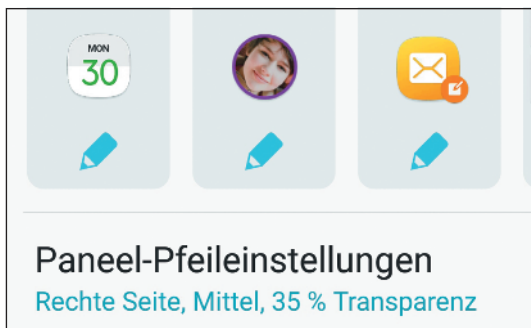 MON
30
Paneel-Pfeileinstellungen
Rechte Seite, Mittel, 35 % Transparenz